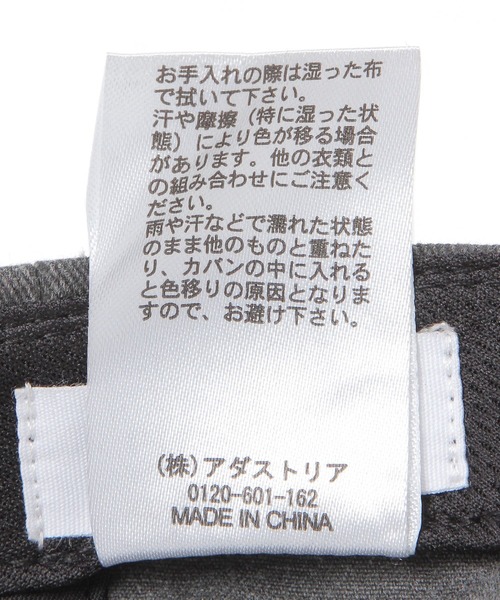 お手入れの際は湿った布
で拭いて下さい。
汗や摩擦（特に湿った状
態）により色が移る場合
があります。他の衣類と
の組み合わせにご注意く
ださい。
雨や汗などで濡れた状態
のまま他のものと重ねた
り、カバンの中に入れる
と色移りの原因となりま
すので、お避け下さい。
（株）アダストリア
0120-601-162
MADE IN CHINA